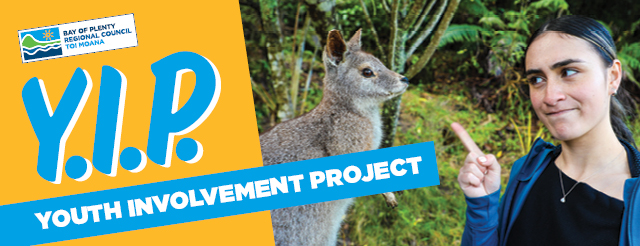 BAY OF PLENTY
REGIONAL COUNCIL
TOI MOANA
Y.I.P.
YOUTH INVOLVEMENT PROJECT